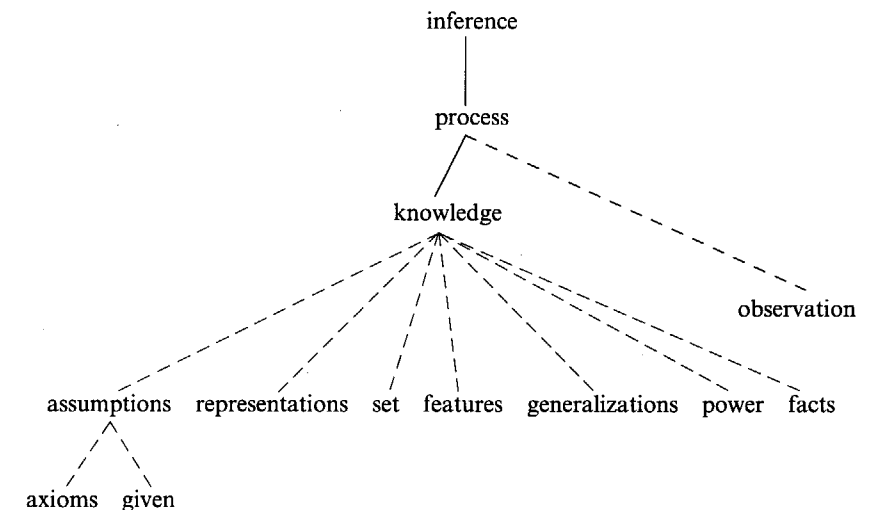 inference
process
knowledge
observation
assumptions representations set features generalizations power facts
axioms given